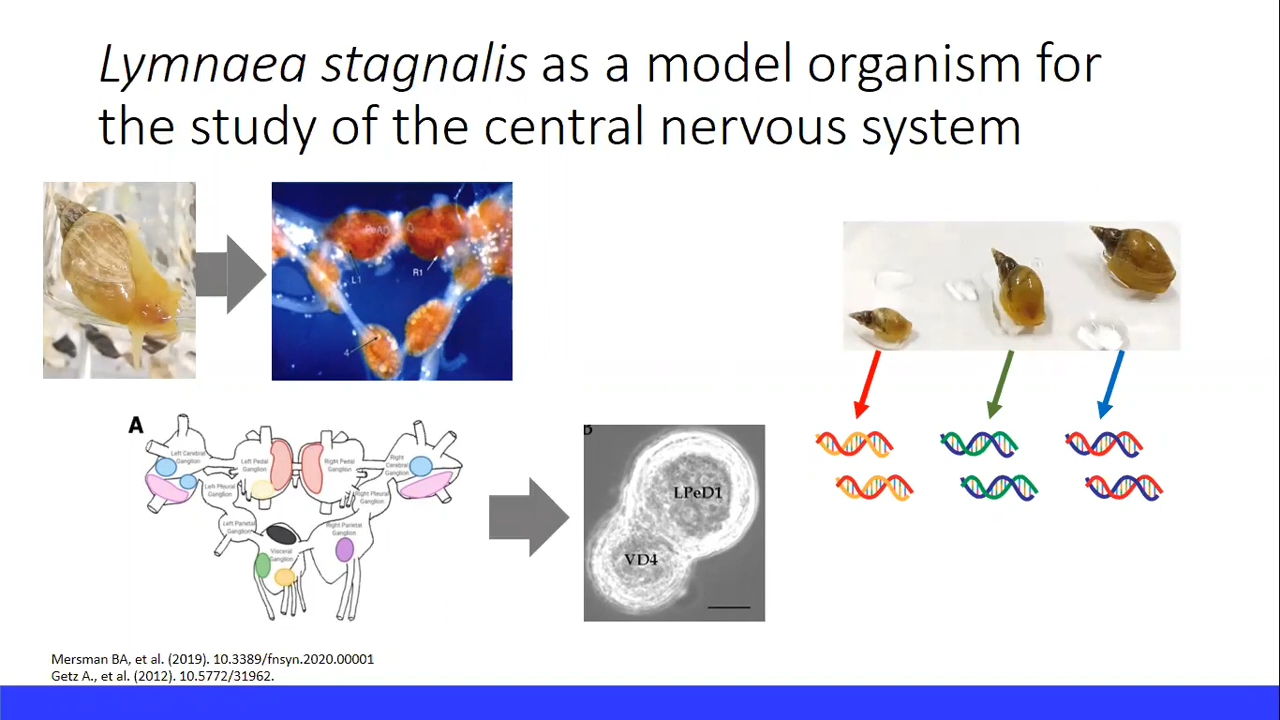 Lymnaea stagnalis as a model organism for
the study of the central nervous system
L1
R1
4
A
Left Cerebral
Ganglion
Left Pedal
Ganglion
Right Pedal
Ganglion
Right
Cerebral
Ganglion
Left Pleural
Ganglion
Right Pleural
Ganglion
Left Parietal
Ganglion
Right Parietal
Ganglion
Visceral
Ganglion
LPeD1
VD4
Mersman BA, et al. (2019). 10.3389/fnsyn.2020.00001
Getz A., et al. (2012). 10.5772/31962.